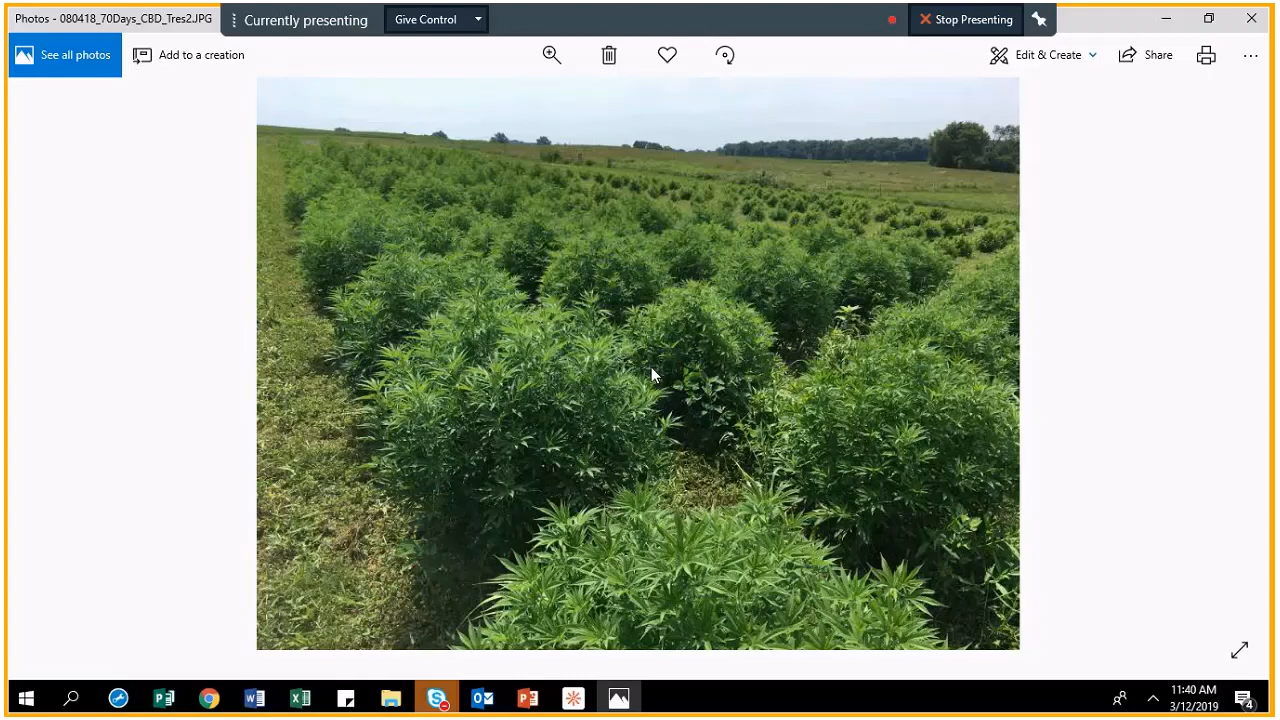 Photos - 080418_70Days_CBD_Tres2.JPG
Currently presenting
Give Control
Stop Presenting
See all photos
Add to a creation
Edit & Create
Share
11:40 AM
3/12/2019
4